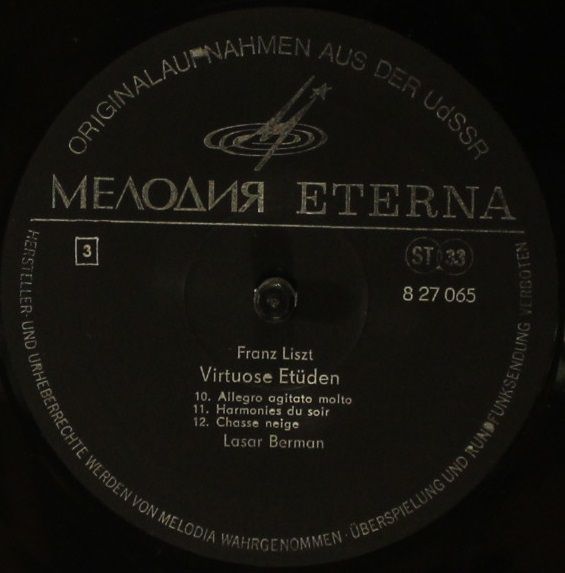 ORIGINALAUFNAHMEN AUS DER UdSSR
МЕЛОДИЯ ETERNA
3
ST 33
8 27 065
Franz Liszt
Virtuose Etüden
10. Allegro agitato molto
11. Harmonies du soir
12. Chasse neige
Lasar Berman
HERSTELLER- UND URHEBERRECHTE WERDEN VON MELODIA WAHRGENOMMEN · ÜBERSPIELUNG UND RUNDFUNKSENDUNG VERBOTEN